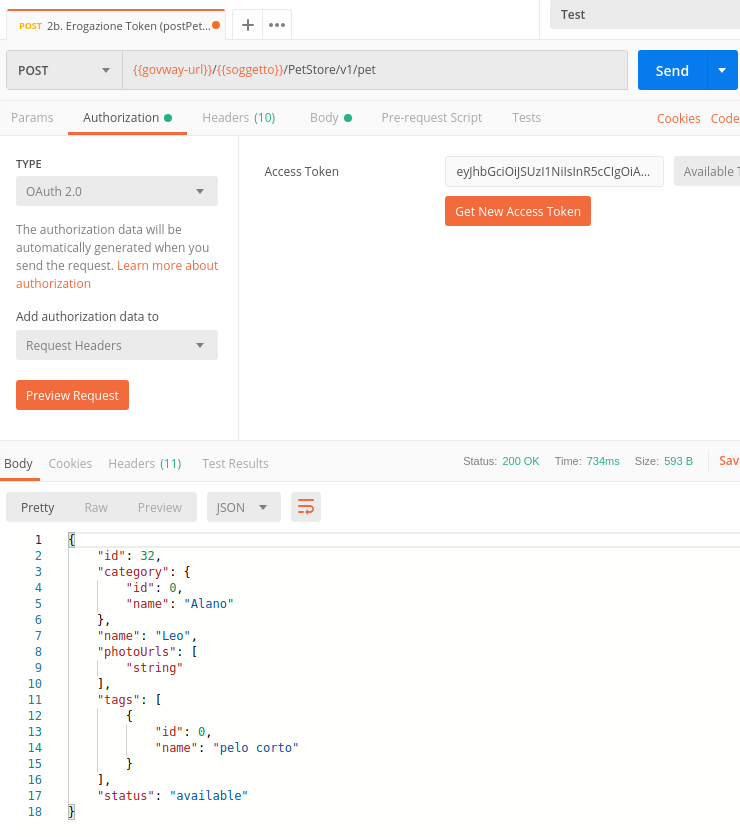 POST 2b. Erogazione Token (postPet...
Test
POST {{govway-url}}/{{soggetto}}/PetStore/v1/pet Send
Params Authorization Headers (10) Body Pre-request Script Tests Cookies Code
TYPE
OAuth 2.0
The authorization data will be
automatically generated when you
send the request. Learn more about
authorization
Add authorization data to
Request Headers
Preview Request
Access Token eyJhbGciOiJSUzI1NiIsInR5cCIgOiA... Available T
Get New Access Token
Body Cookies Headers (11) Test Results Status: 200 OK Time: 734ms Size: 593 B Sav
Pretty Raw Preview JSON
1 {
2 "id": 32,
3 "category": {
4 "id": 0,
5 "name": "Alano"
6 },
7 "name": "Leo",
8 "photoUrls": [
9 "string"
10 ],
11 "tags": [
12 {
13 "id": 0,
14 "name": "pelo corto"
15 }
16 ],
17 "status": "available"
18 }